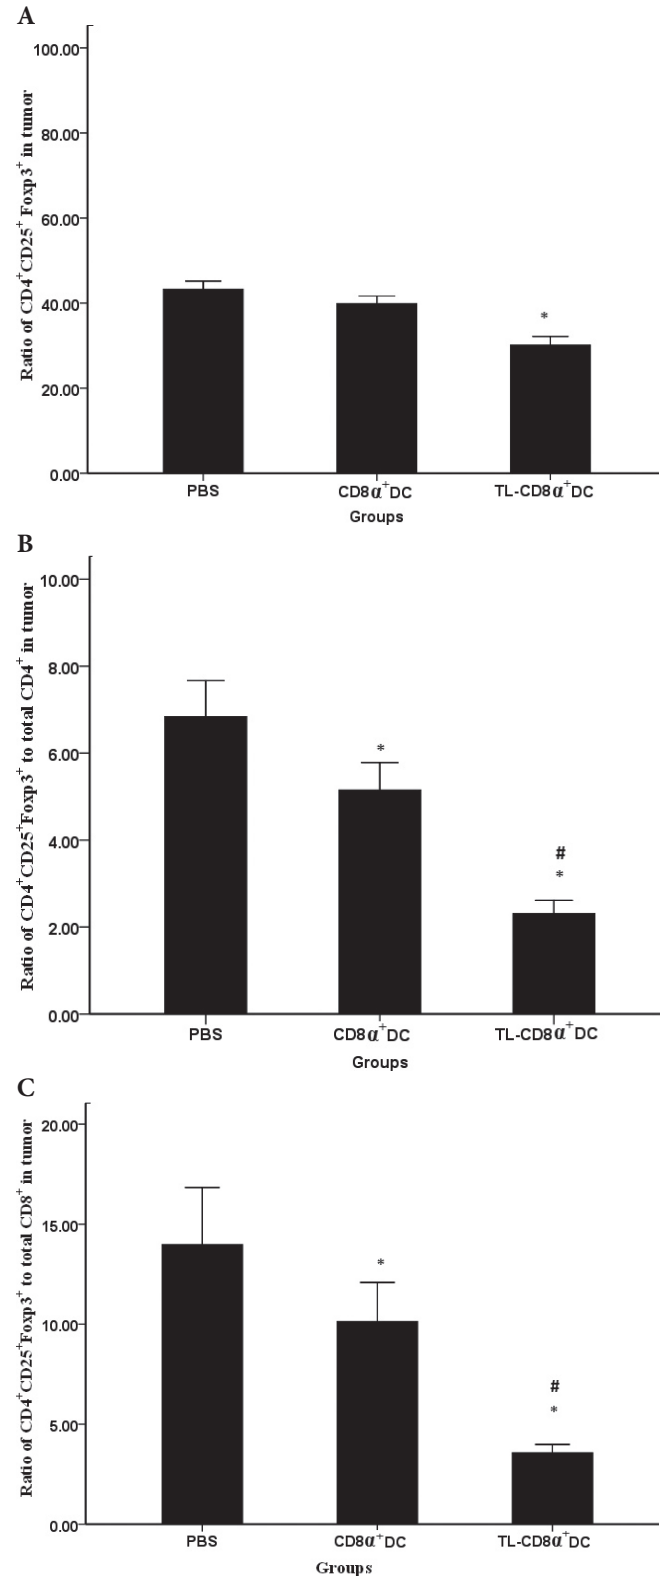 A
Ratio of CD4⁺CD25⁺ Foxp3⁺ in tumor
100.00
80.00
60.00
40.00
20.00
0.00
*
PBS
CD8α⁺DC
TL-CD8α⁺DC
Groups
B
Ratio of CD4⁺CD25⁺Foxp3⁺ to total CD4⁺ in tumor
10.00
8.00
6.00
4.00
2.00
0.00
*
#
*
PBS
CD8α⁺DC
TL-CD8α⁺DC
Groups
C
Ratio of CD4⁺CD25⁺Foxp3⁺ to total CD8⁺ in tumor
20.00
15.00
10.00
5.00
0.00
*
#
*
PBS
CD8α⁺DC
TL-CD8α⁺DC
Groups